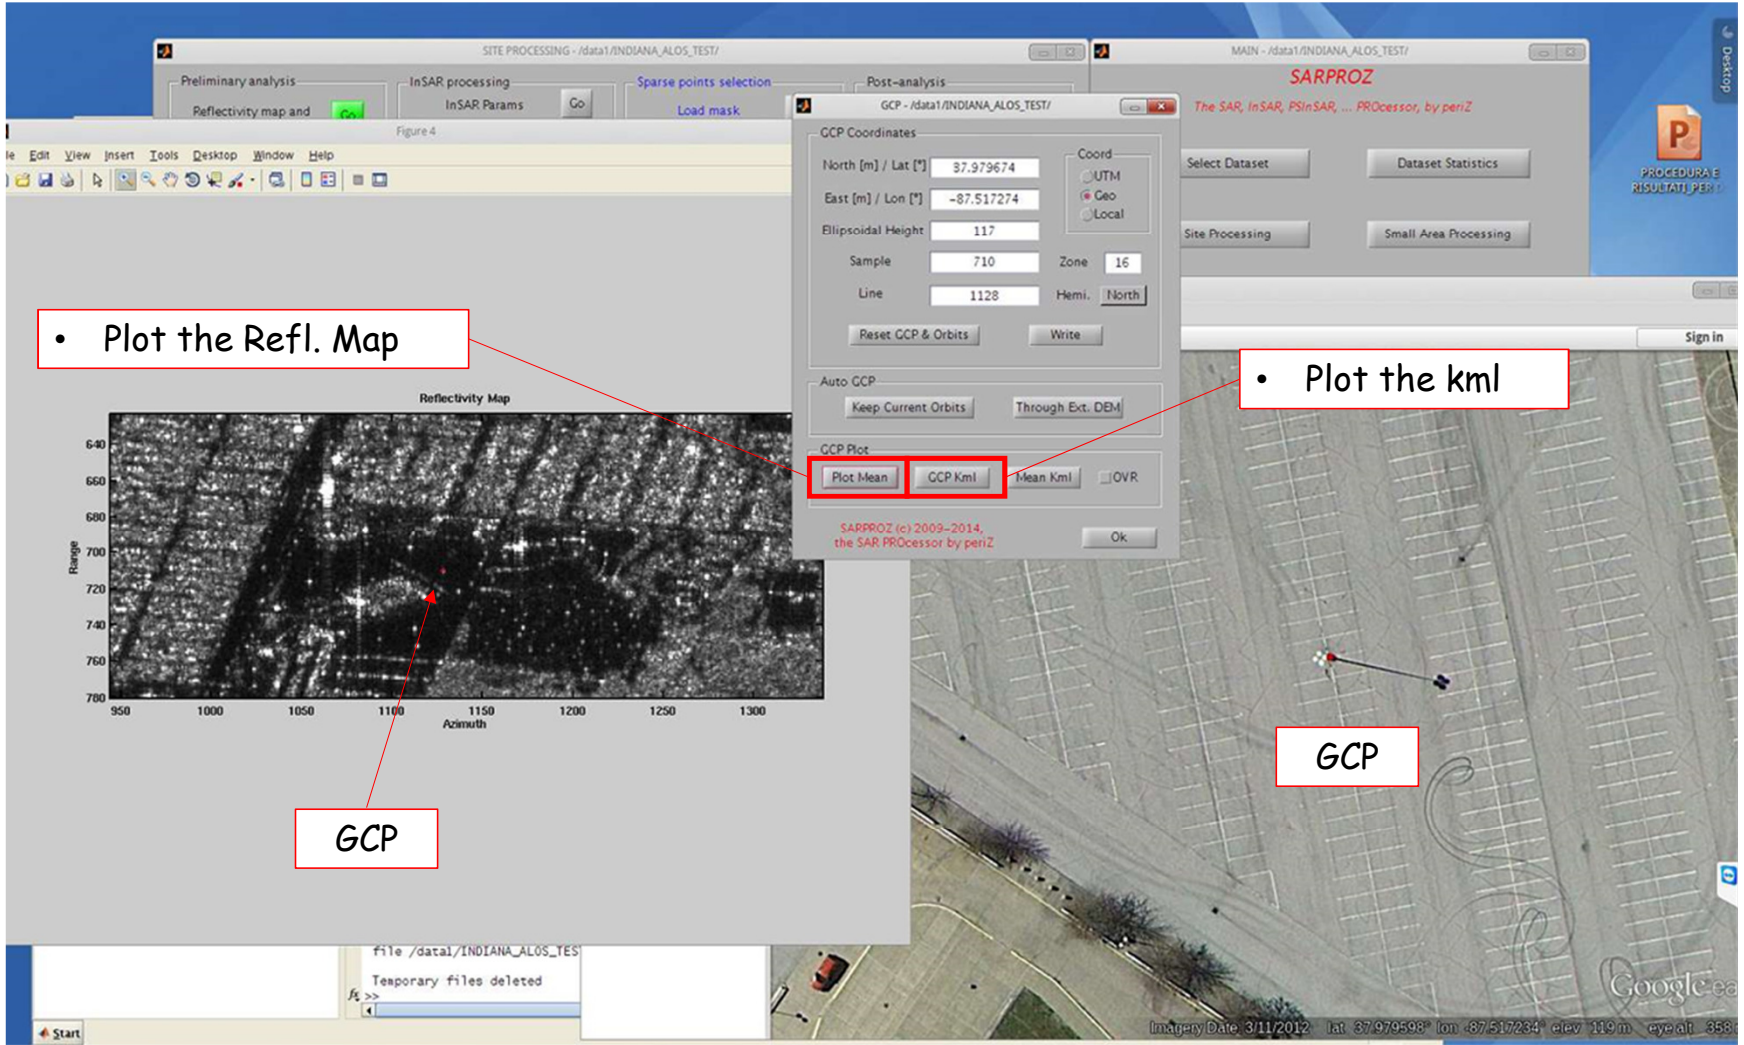 SITE PROCESSING - /data1/INDIANA_ALOS_TEST/
MAIN - /data1/INDIANA_ALOS_TEST/
Desktop
Preliminary analysis
InSAR processing
Sparse points selection
Post-analysis
SARPROZ
Reflectivity map and
Go
InSAR Params
Go
Load mask
GCP - /data1/INDIANA_ALOS_TEST/
The SAR, InSAR, PSInSAR, ... PROcessor, by periZ
Figure 4
Edit View Insert Tools Desktop Window Help
GCP Coordinates
North [m] / Lat [°] 37.979674
Coord
UTM
East [m] / Lon [°] -87.517274
Geo
Local
Ellipsoidal Height 117
Sample 710 Zone 16
Line 1128 Hemi. North
Reset GCP & Orbits Write
Select Dataset Dataset Statistics
Site Processing Small Area Processing
PROCEDURA E
RISULTATI_PER
Sign in
• Plot the Refl. Map
• Plot the kml
Auto GCP
Keep Current Orbits Through Ext. DEM
GCP Plot
Plot Mean GCP Kml Mean Kml OVR
SARPROZ (c) 2009-2014,
the SAR PROcessor by periZ
Ok
Reflectivity Map
Range
640
660
680
700
720
740
760
780
950 1000 1050 1100 1150 1200 1250 1300
Azimuth
GCP
GCP
file /data1/INDIANA_ALOS_TES
Temporary files deleted
fx >>
Start
Google ea
Imagery Date: 3/11/2012 lat 37.979598° lon -87.517234° elev 119 m eye alt 358